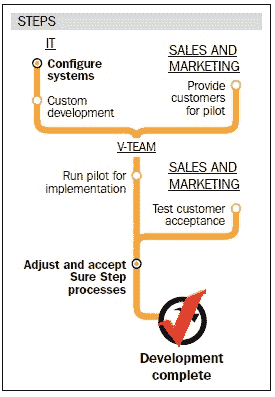 STEPS
IT
Configure
systems
Custom
development
SALES AND
MARKETING
Provide
customers
for pilot
V-TEAM
Run pilot for
implementation
SALES AND
MARKETING
Test customer
acceptance
Adjust and accept
Sure Step
processes
Development
complete